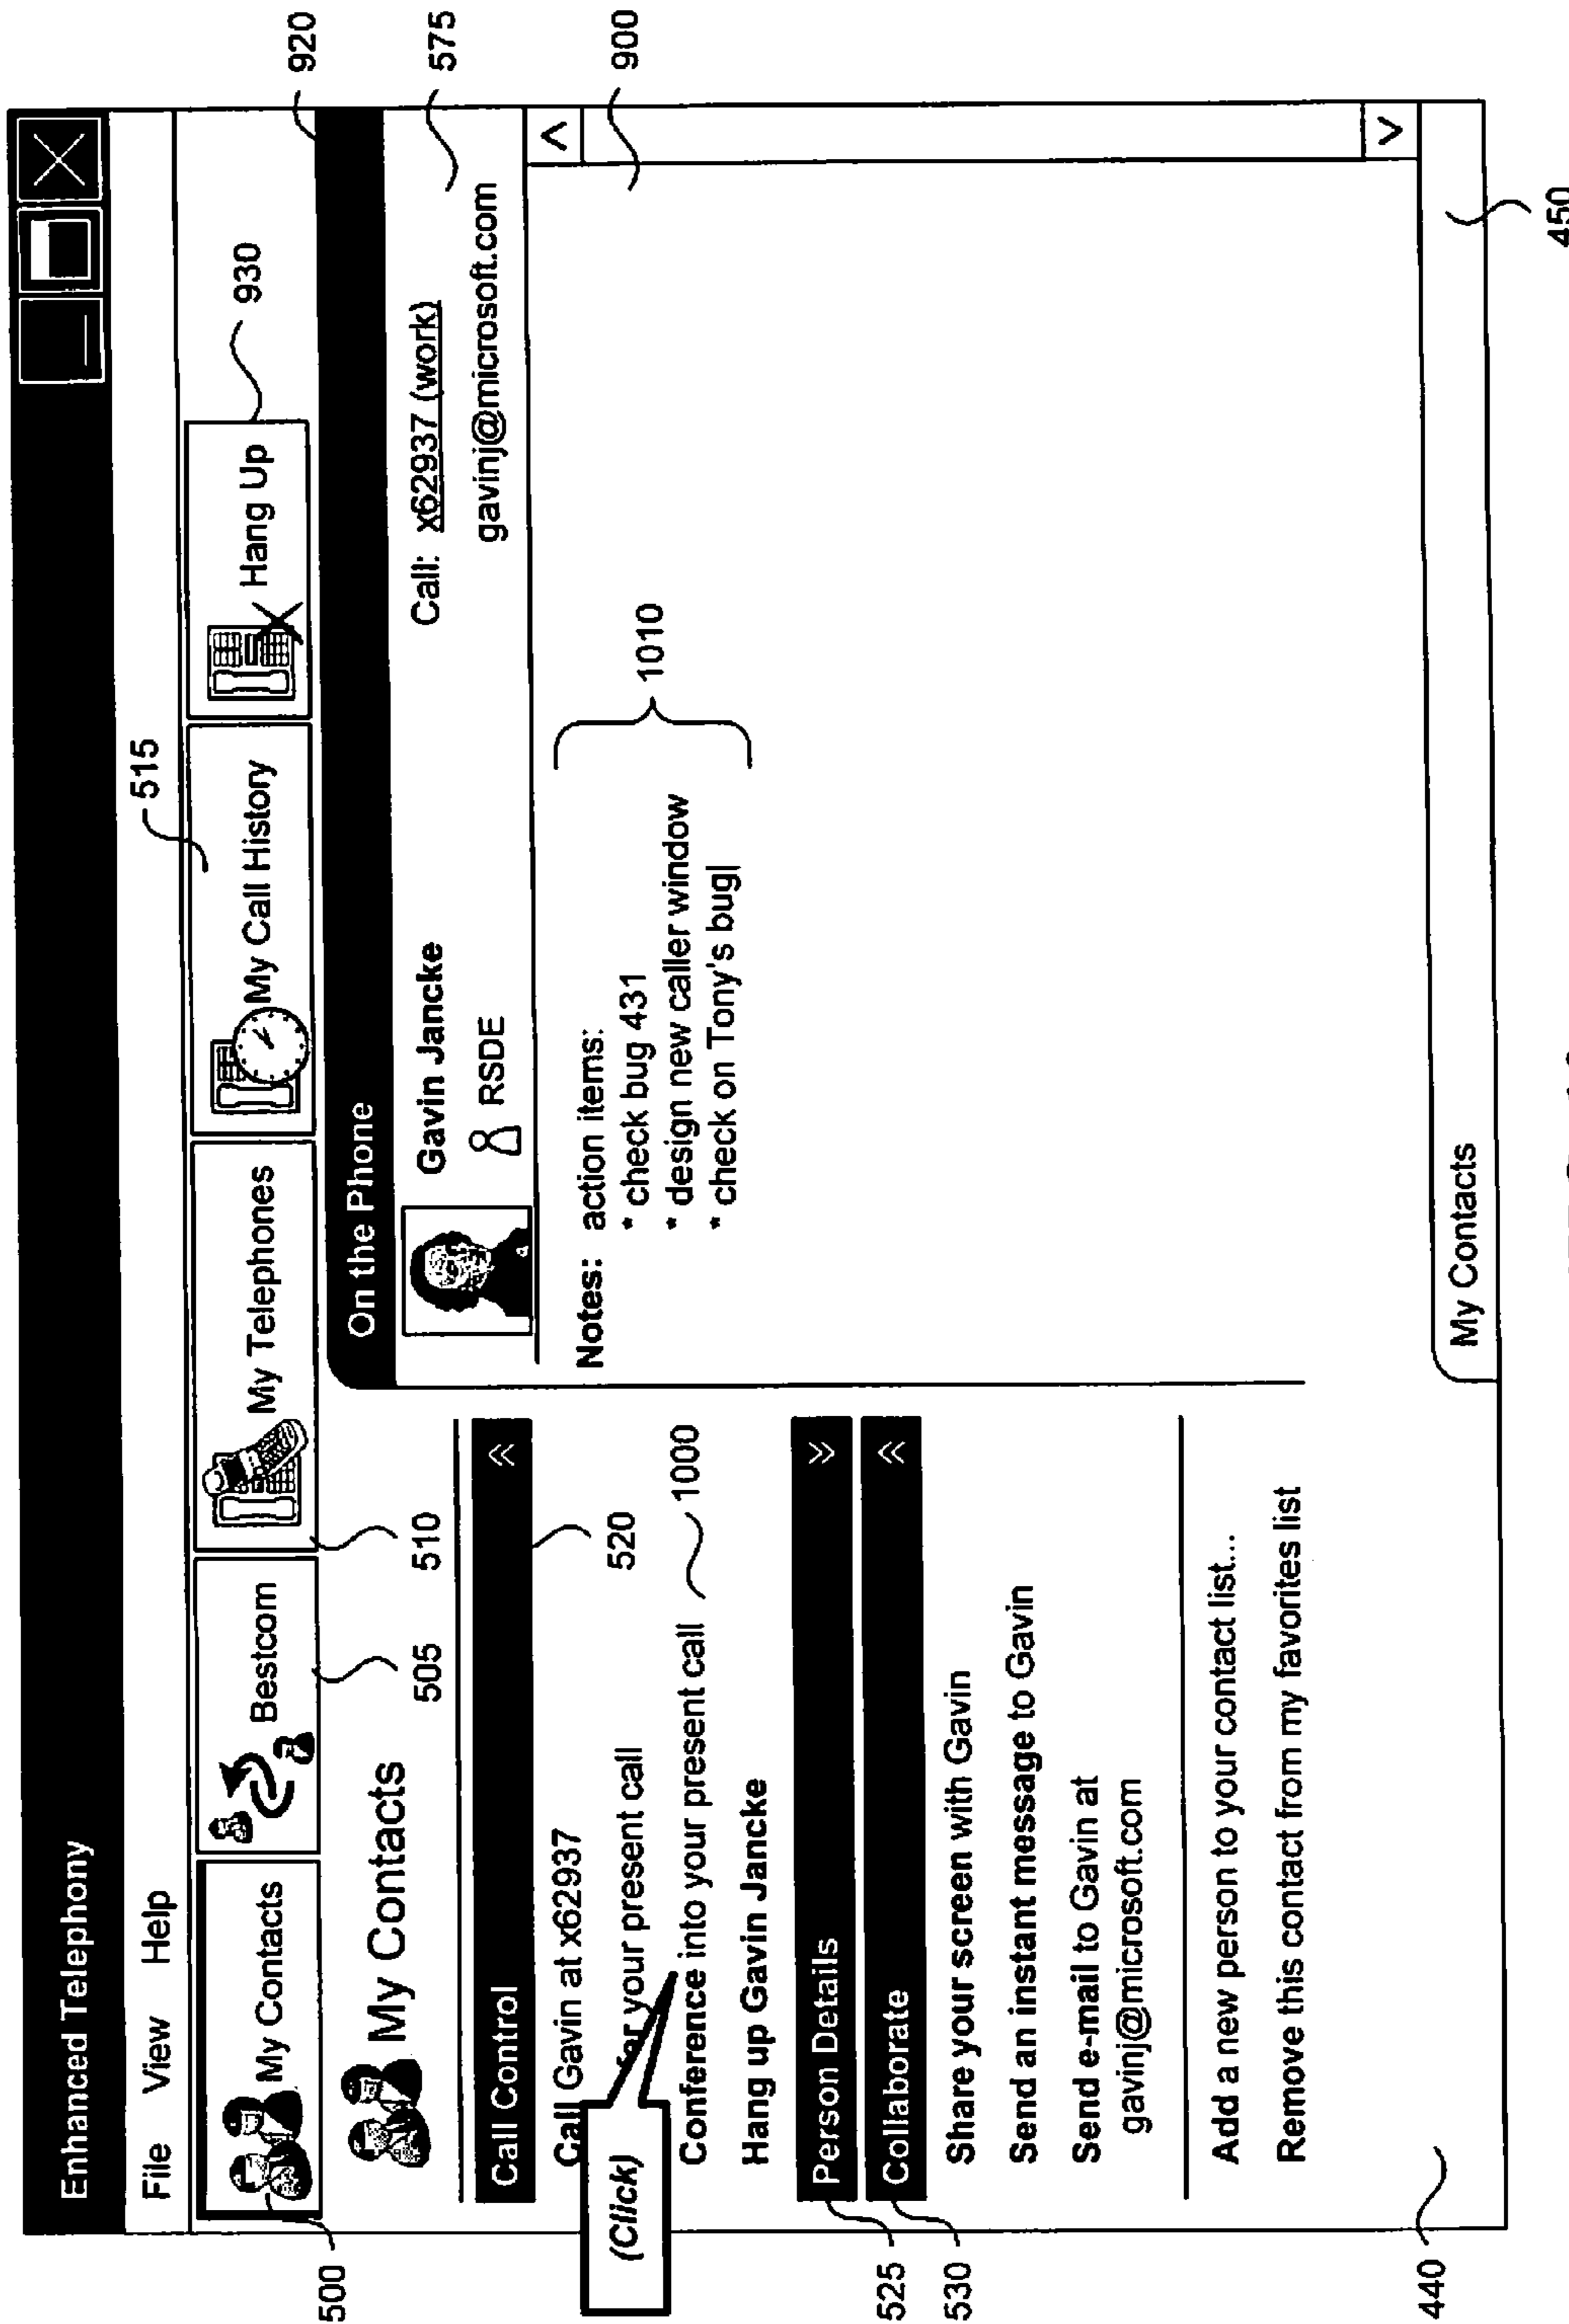 Enhanced Telephony
File View Help
My Contacts
Bestcom
My Telephones
My Call History
Hang Up
515
930
920
575
900
500
505
510
My Contacts
Call Control
520
Call Gavin at x62937
for your present call
Conference into your present call
1000
(Click)
Hang up Gavin Jancke
Person Details
525
Collaborate
530
Share your screen with Gavin
Send an instant message to Gavin
Send e-mail to Gavin at
gavinj@microsoft.com
Add a new person to your contact list...
Remove this contact from my favorites list
440
On the Phone
Gavin Jancke
RSDE
Call: x62937 (work)
gavinj@microsoft.com
Notes: action items:
* check bug 431
* design new caller window
* check on Tony's bug
1010
My Contacts
450